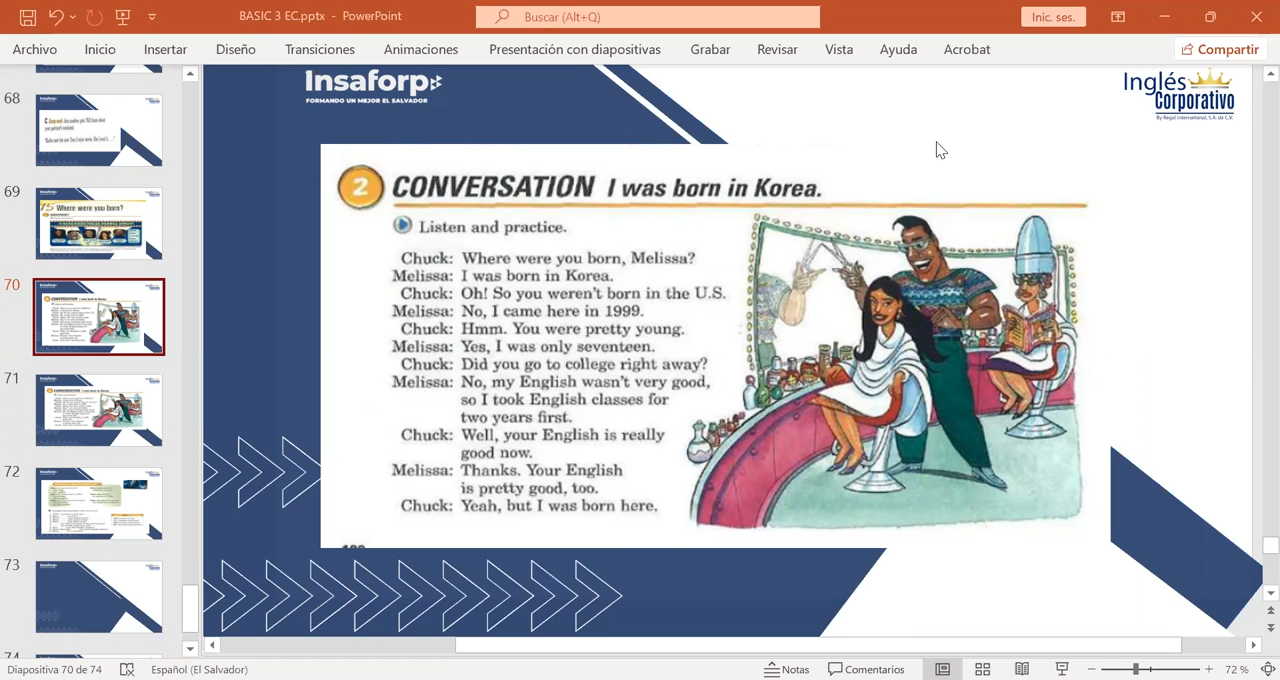 BASIC 3 EC.pptx - PowerPoint
Buscar (Alt+Q)
Inic. ses.
Archivo
Inicio
Insertar
Diseño
Transiciones
Animaciones
Presentación con diapositivas
Grabar
Revisar
Vista
Ayuda
Acrobat
Compartir
68
69
15 Where were you born?
70
71
72
73
Insaforp
FORMANDO UN MEJOR EL SALVADOR
Inglés
Corporativo
By Regal International, S.A. de C.V.
2 CONVERSATION I was born in Korea.
Listen and practice.
Chuck: Where were you born, Melissa?
Melissa: I was born in Korea.
Chuck: Oh! So you weren't born in the U.S.
Melissa: No, I came here in 1999.
Chuck: Hmm. You were pretty young.
Melissa: Yes, I was only seventeen.
Chuck: Did you go to college right away?
Melissa: No, my English wasn't very good,
so I took English classes for
two years first.
Chuck: Well, your English is really
good now.
Melissa: Thanks. Your English
is pretty good, too.
Chuck: Yeah, but I was born here.
Diapositiva 70 de 74
Español (El Salvador)
Notas
Comentarios
72 %